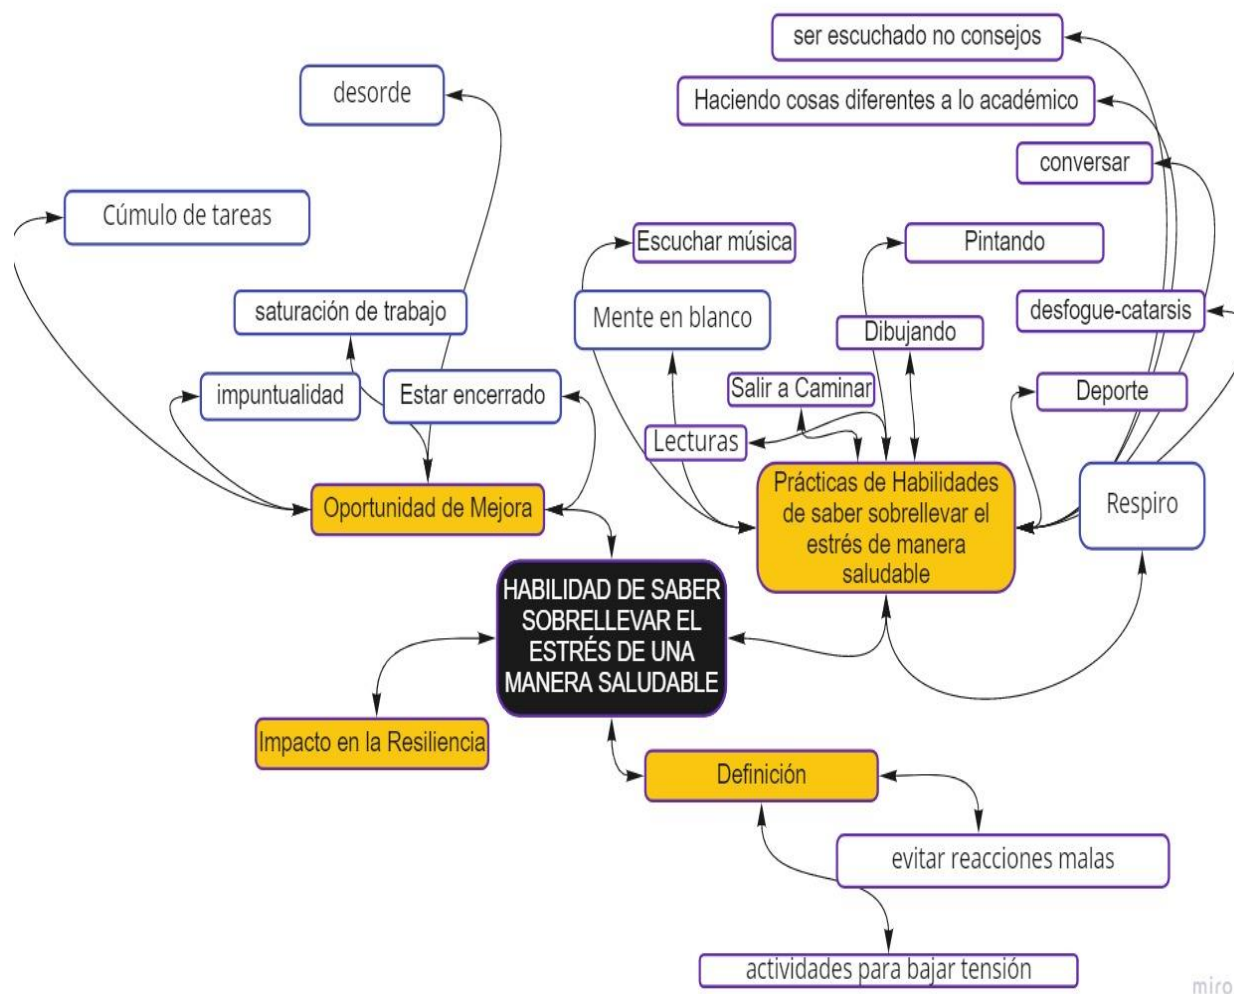 ser escuchado no consejos
desorde
Haciendo cosas diferentes a lo académico
conversar
Cúmulo de tareas
Escuchar música
Pintando
saturación de trabajo
Mente en blanco
desfogue-catarsis
Dibujando
impuntualidad
Estar encerrado
Salir a Caminar
Deporte
Lecturas
Oportunidad de Mejora
Prácticas de Habilidades
de saber sobrellevar el
estrés de manera
saludable
Respiro
HABILIDAD DE SABER
SOBRELLEVAR EL
ESTRÉS DE UNA
MANERA SALUDABLE
Impacto en la Resiliencia
Definición
evitar reacciones malas
actividades para bajar tensión
miro